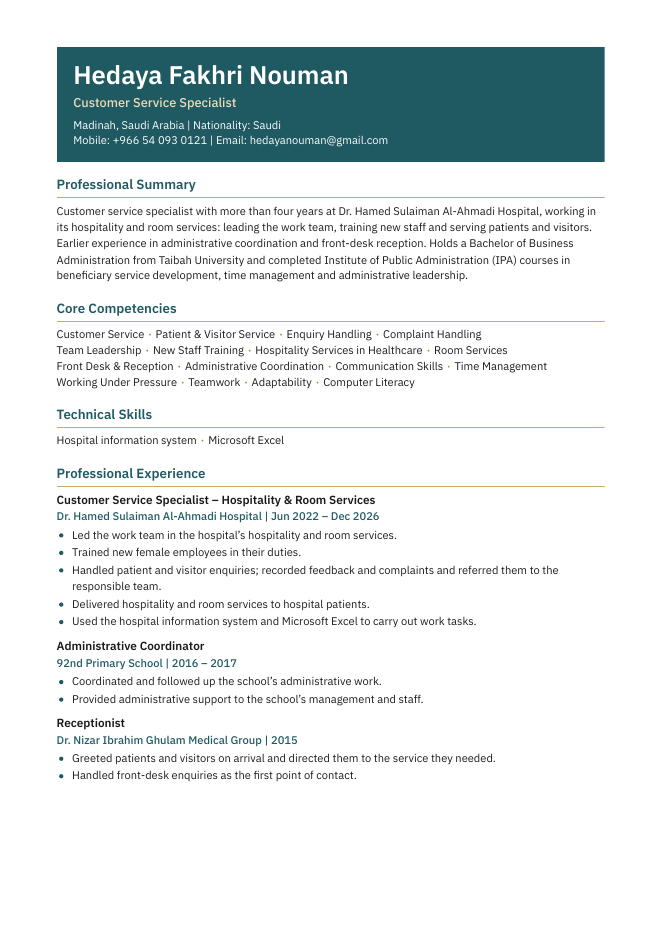 Hedaya Fakhri Nouman
Customer Service Specialist
Madinah, Saudi Arabia | Nationality: Saudi
Mobile: +966 54 093 0121 | Email: hedayanouman@gmail.com
Professional Summary
Customer service specialist with more than four years at Dr. Hamed Sulaiman Al-Ahmadi Hospital, working in
its hospitality and room services: leading the work team, training new staff and serving patients and visitors.
Earlier experience in administrative coordination and front-desk reception. Holds a Bachelor of Business
Administration from Taibah University and completed Institute of Public Administration (IPA) courses in
beneficiary service development, time management and administrative leadership.
Core Competencies
Customer Service · Patient & Visitor Service · Enquiry Handling · Complaint Handling
Team Leadership · New Staff Training · Hospitality Services in Healthcare · Room Services
Front Desk & Reception · Administrative Coordination · Communication Skills · Time Management
Working Under Pressure · Teamwork · Adaptability · Computer Literacy
Technical Skills
Hospital information system · Microsoft Excel
Professional Experience
Customer Service Specialist – Hospitality & Room Services
Dr. Hamed Sulaiman Al-Ahmadi Hospital | Jun 2022 – Dec 2026
• Led the work team in the hospital’s hospitality and room services.
• Trained new female employees in their duties.
• Handled patient and visitor enquiries; recorded feedback and complaints and referred them to the
responsible team.
• Delivered hospitality and room services to hospital patients.
• Used the hospital information system and Microsoft Excel to carry out work tasks.
Administrative Coordinator
92nd Primary School | 2016 – 2017
• Coordinated and followed up the school’s administrative work.
• Provided administrative support to the school’s management and staff.
Receptionist
Dr. Nizar Ibrahim Ghulam Medical Group | 2015
• Greeted patients and visitors on arrival and directed them to the service they needed.
• Handled front-desk enquiries as the first point of contact.